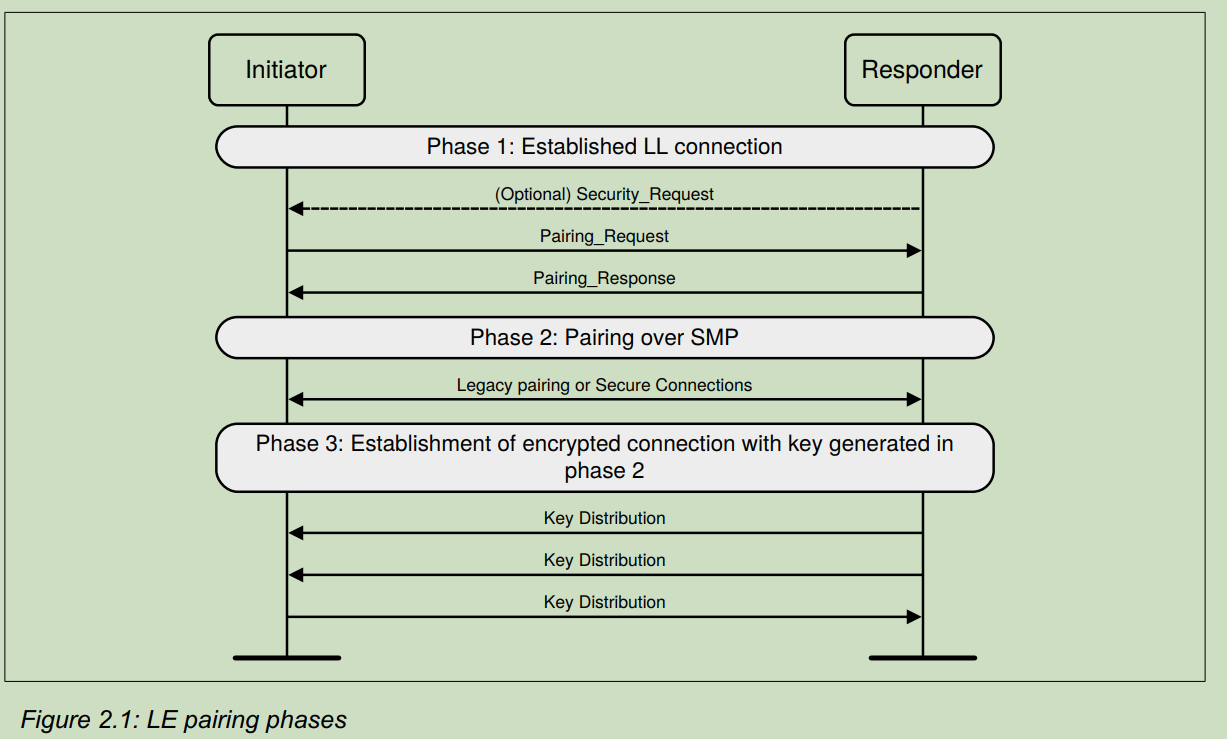 Initiator
Responder
Phase 1: Established LL connection
(Optional) Security_Request
Pairing_Request
Pairing_Response
Phase 2: Pairing over SMP
Legacy pairing or Secure Connections
Phase 3: Establishment of encrypted connection with key generated in
phase 2
Key Distribution
Key Distribution
Key Distribution
Figure 2.1: LE pairing phases